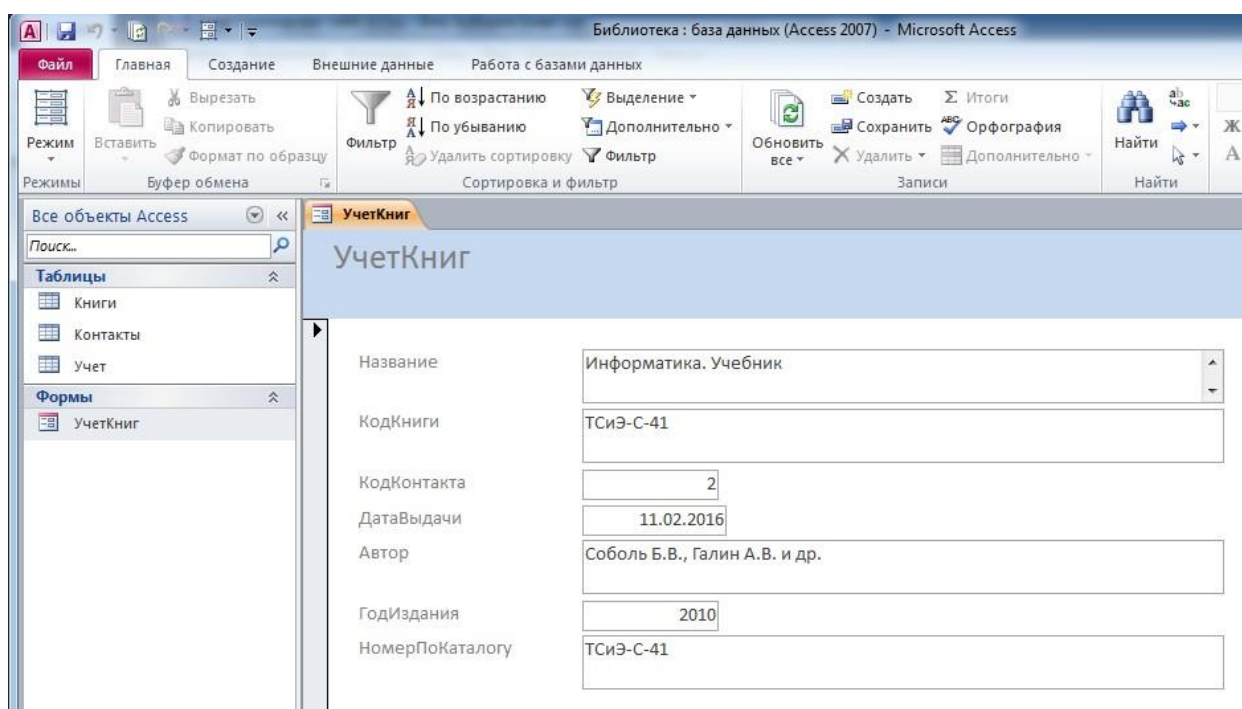 Библиотека : база данных (Access 2007) - Microsoft Access
Файл Главная Создание Внешние данные Работа с базами данных
Режим
Режимы
Вставить
Вырезать
Копировать
Формат по образцу
Буфер обмена
Фильтр
По возрастанию
По убыванию
Удалить сортировку
Выделение
Дополнительно
Фильтр
Сортировка и фильтр
Обновить
все
Создать
Сохранить
Удалить
Итоги
Орфография
Дополнительно
Записи
Найти
Найти
Ж
А
Все объекты Access
Поиск...
Таблицы
Книги
Контакты
Учет
Формы
УчетКниг
УчетКниг
УчетКниг
Название Информатика. Учебник
КодКниги ТСиЭ-С-41
КодКонтакта 2
ДатаВыдачи 11.02.2016
Автор Соболь Б.В., Галин А.В. и др.
ГодИздания 2010
НомерПоКаталогу ТСиЭ-С-41